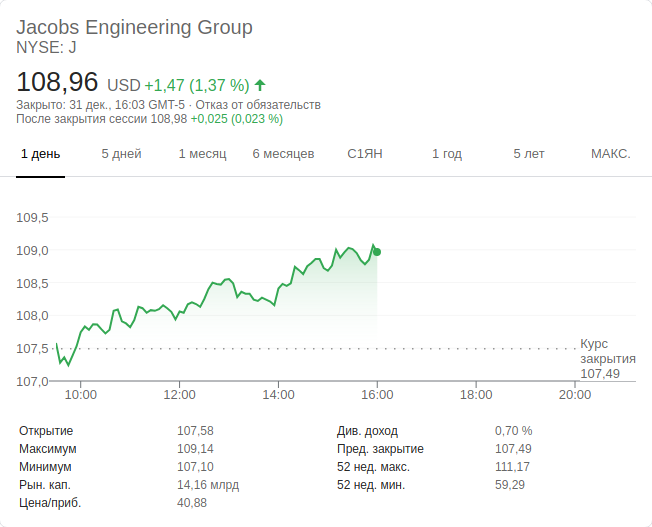 Jacobs Engineering Group
NYSE: J
108,96 USD +1,47 (1,37 %)
Закрыто: 31 дек., 16:03 GMT-5 · Отказ от обязательств
После закрытия сессии 108,98 +0,025 (0,023 %)
1 день 5 дней 1 месяц 6 месяцев С1ЯН 1 год 5 лет МАКС.
109,5
109,0
108,5
108,0
107,5
107,0
Курс
закрытия
107,49
10:00 12:00 14:00 16:00 18:00 20:00
Открытие 107,58 Див. доход 0,70 %
Максимум 109,14 Пред. закрытие 107,49
Минимум 107,10 52 нед. макс. 111,17
Рын. кап. 14,16 млрд 52 нед. мин. 59,29
Цена/приб. 40,88